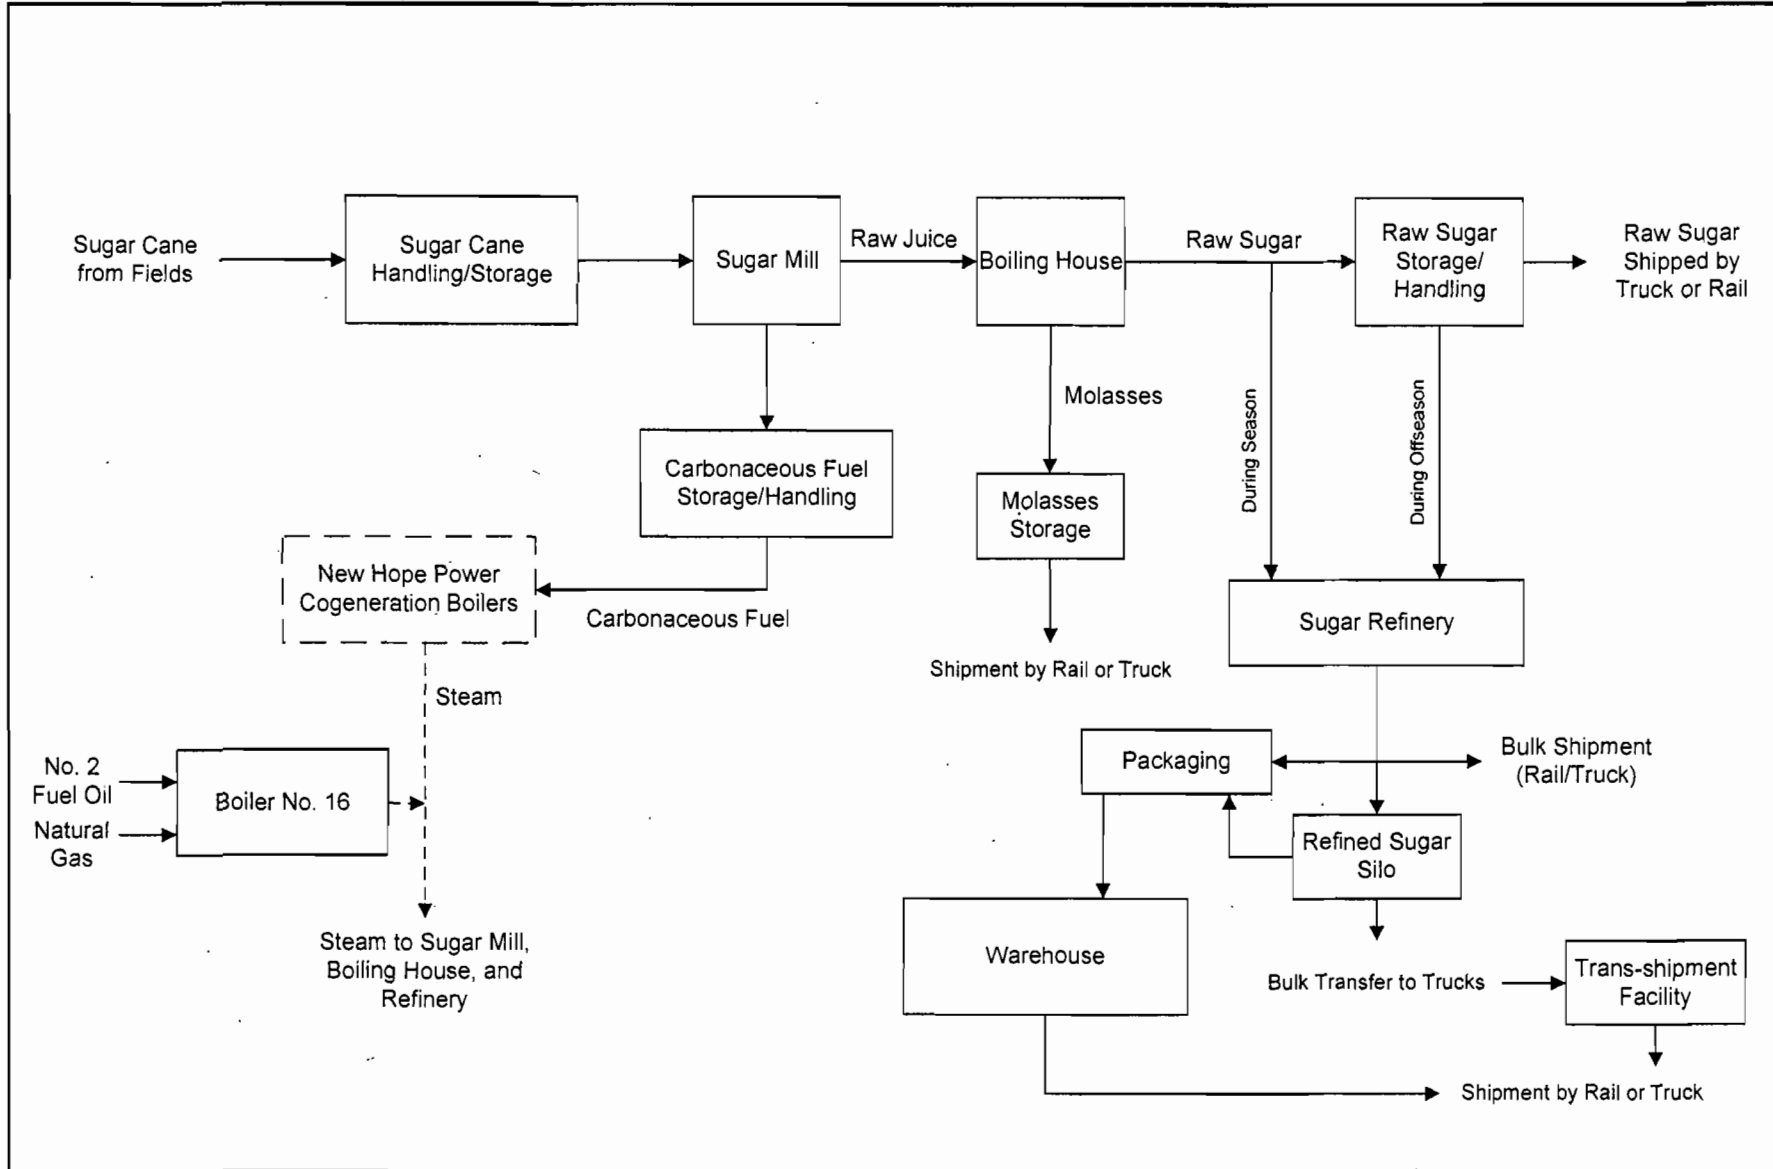 Sugar Cane
from Fields
Sugar Cane
Handling/Storage
Sugar Mill
Raw Juice
Boiling House
Raw Sugar
Raw Sugar
Storage/
Handling
Raw Sugar
Shipped by
Truck or Rail
Molasses
During Season
During Offseason
Carbonaceous Fuel
Storage/Handling
Molasses
Storage
New Hope Power
Cogeneration Boilers
Carbonaceous Fuel
Sugar Refinery
Shipment by Rail or Truck
Steam
No. 2
Fuel Oil
Natural
Gas
Boiler No. 16
Packaging
Bulk Shipment
(Rail/Truck)
Refined Sugar
Silo
Steam to Sugar Mill,
Boiling House, and
Refinery
Warehouse
Bulk Transfer to Trucks
Trans-shipment
Facility
Shipment by Rail or Truck